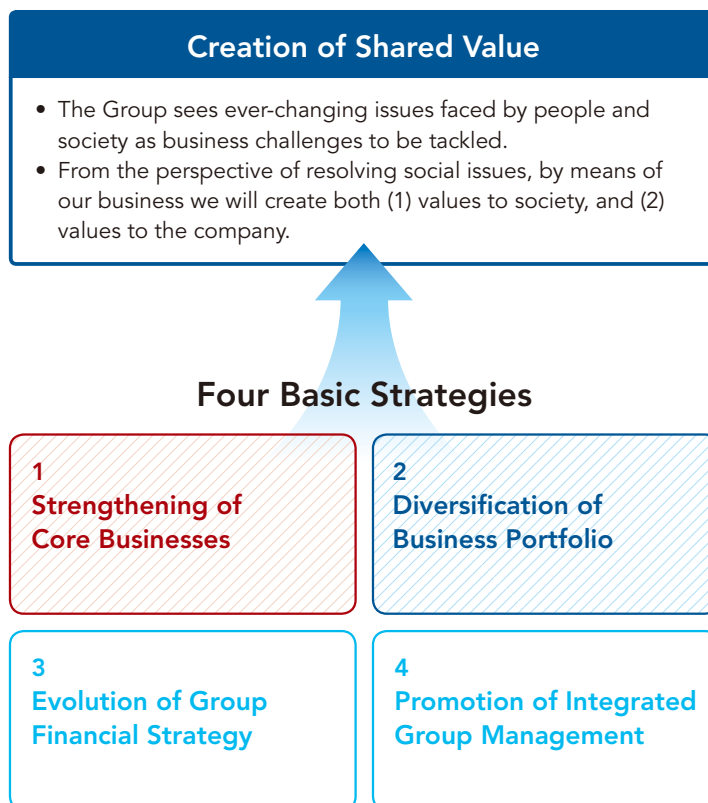 Creation of Shared Value
• The Group sees ever-changing issues faced by people and
society as business challenges to be tackled.
• From the perspective of resolving social issues, by means of
our business we will create both (1) values to society, and (2)
values to the company.
Four Basic Strategies
1
Strengthening of
Core Businesses
2
Diversification of
Business Portfolio
3
Evolution of Group
Financial Strategy
4
Promotion of Integrated
Group Management